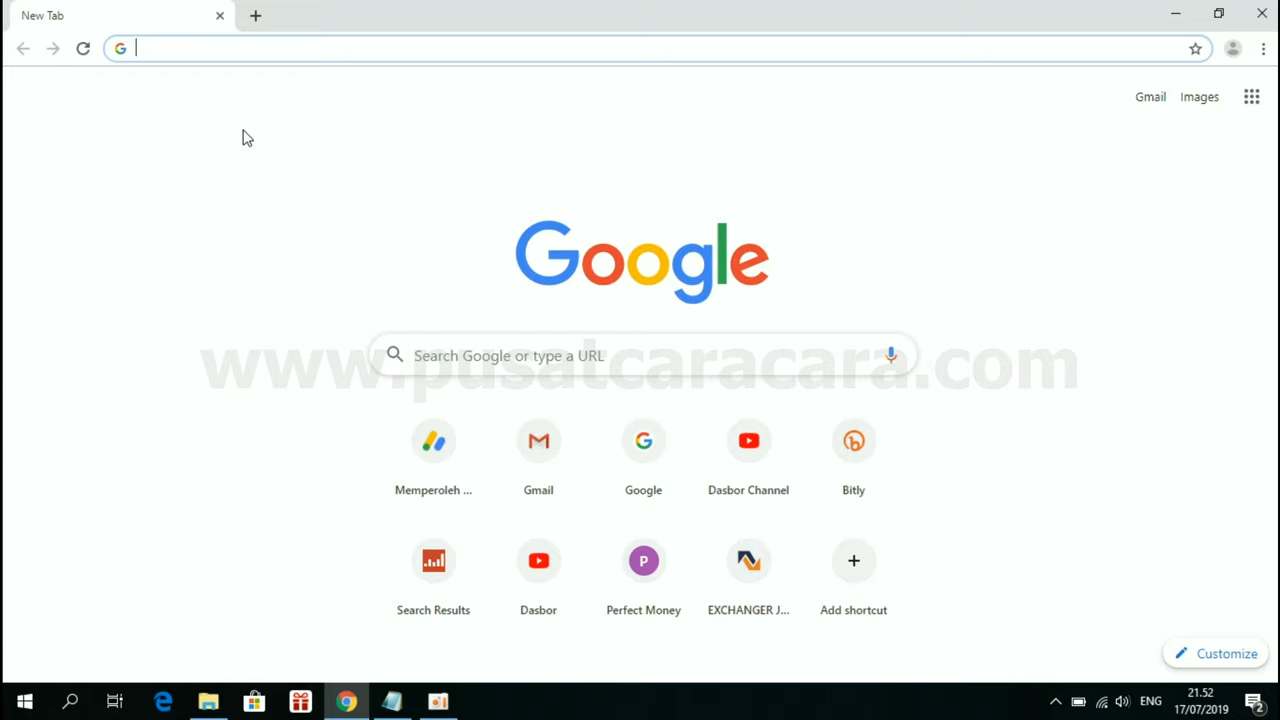 New Tab
Gmail Images
Google
Search Google or type a URL
www.pusatcaracara.com
Memperoleh ...
Gmail
Google
Dasbor Channel
Bitly
P
Search Results
Dasbor
Perfect Money
EXCHANGER J...
Add shortcut
Customize
ENG
21.52
17/07/2019
2